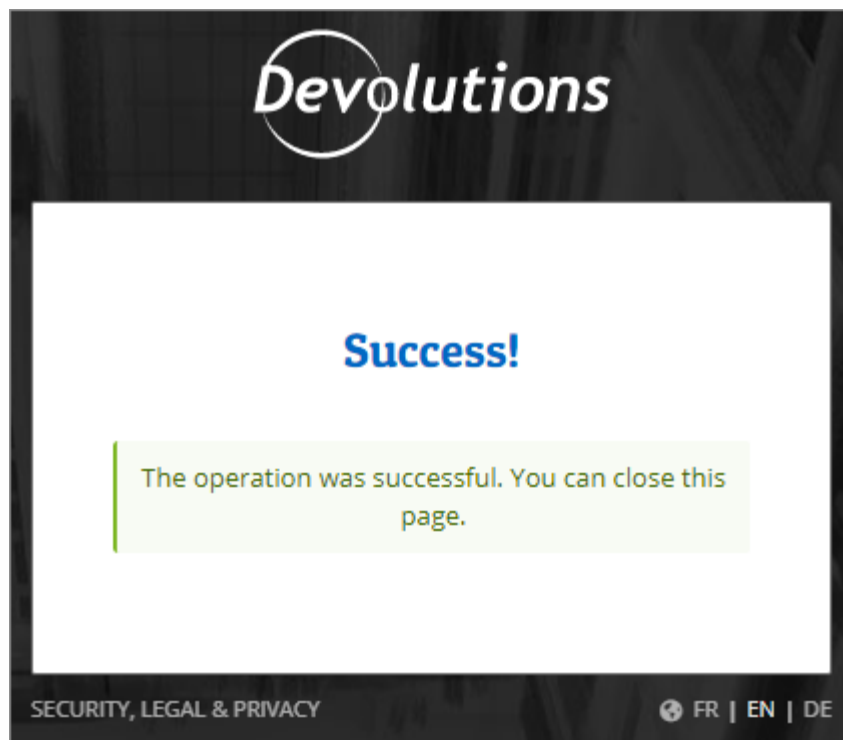 Devolutions
Success!
The operation was successful. You can close this
page.
SECURITY, LEGAL & PRIVACY
FR | EN | DE